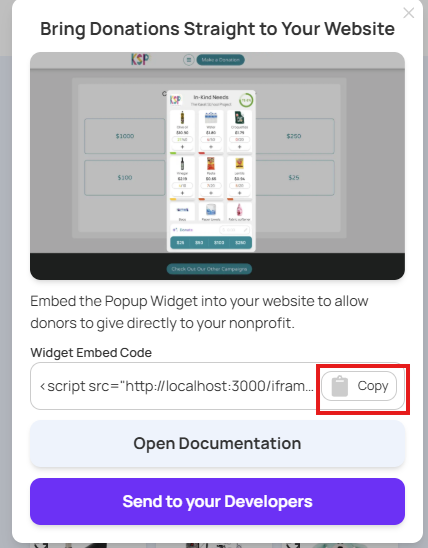 Bring Donations Straight to Your Website
KSP
Make a Donation
In-Kind Needs
$1000
$250
$100
$25
Donate
$25
$100
$250
Check Out Our Other Campaigns
Embed the Popup Widget into your website to allow
donors to give directly to your nonprofit.
Widget Embed Code
<script src="http://localhost:3000/ifram...
Copy
Open Documentation
Send to your Developers